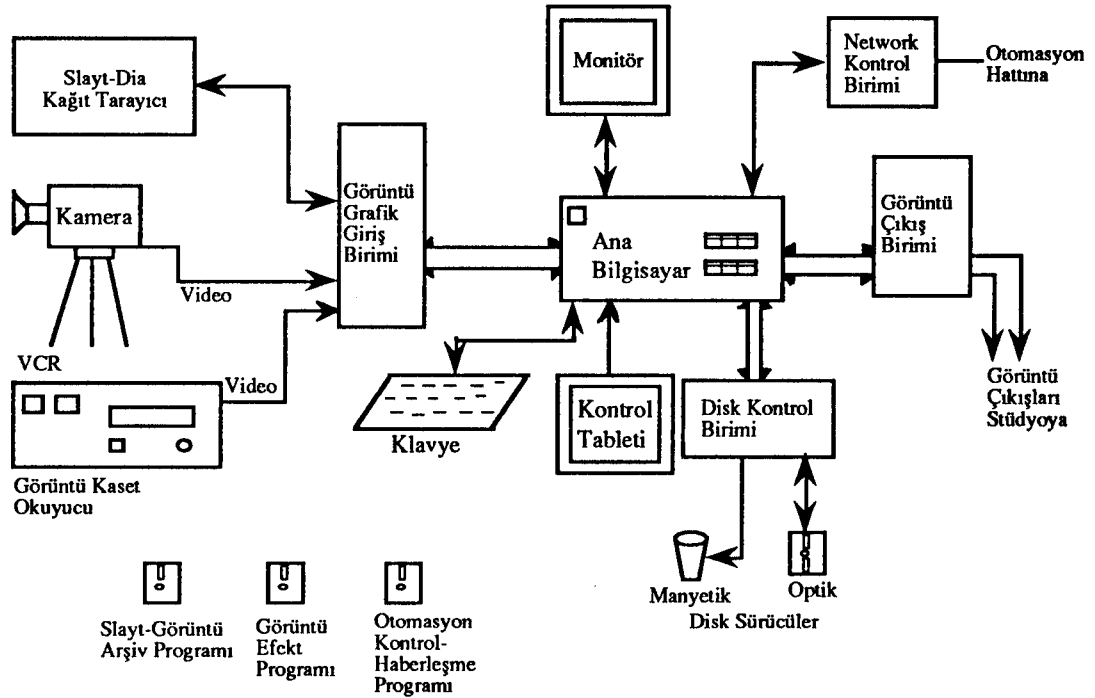 Slayt-Dia
Kağıt Tarayıcı
Monitör
Network
Kontrol
Birimi
Otomasyon
Hattına
Kamera
Video
Görüntü
Grafik
Giriş
Birimi
Ana
Bilgisayar
Görüntü
Çıkış
Birimi
VCR
Video
Görüntü Kaset
Okuyucu
Klavye
Kontrol
Tableti
Disk Kontrol
Birimi
Görüntü
Çıkışları
Stüdyoya
Manyetik
Optik
Disk Sürücüler
Slayt-Görüntü
Arşiv Programı
Görüntü
Efekt
Programı
Otomasyon
Kontrol-
Haberleşme
Programı